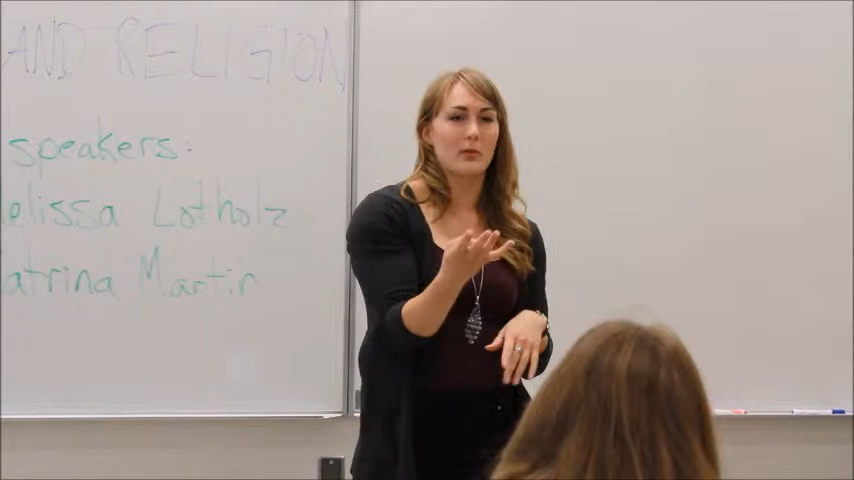 AND RELIGION
speakers:
elissa Lotholz
atrina Martin